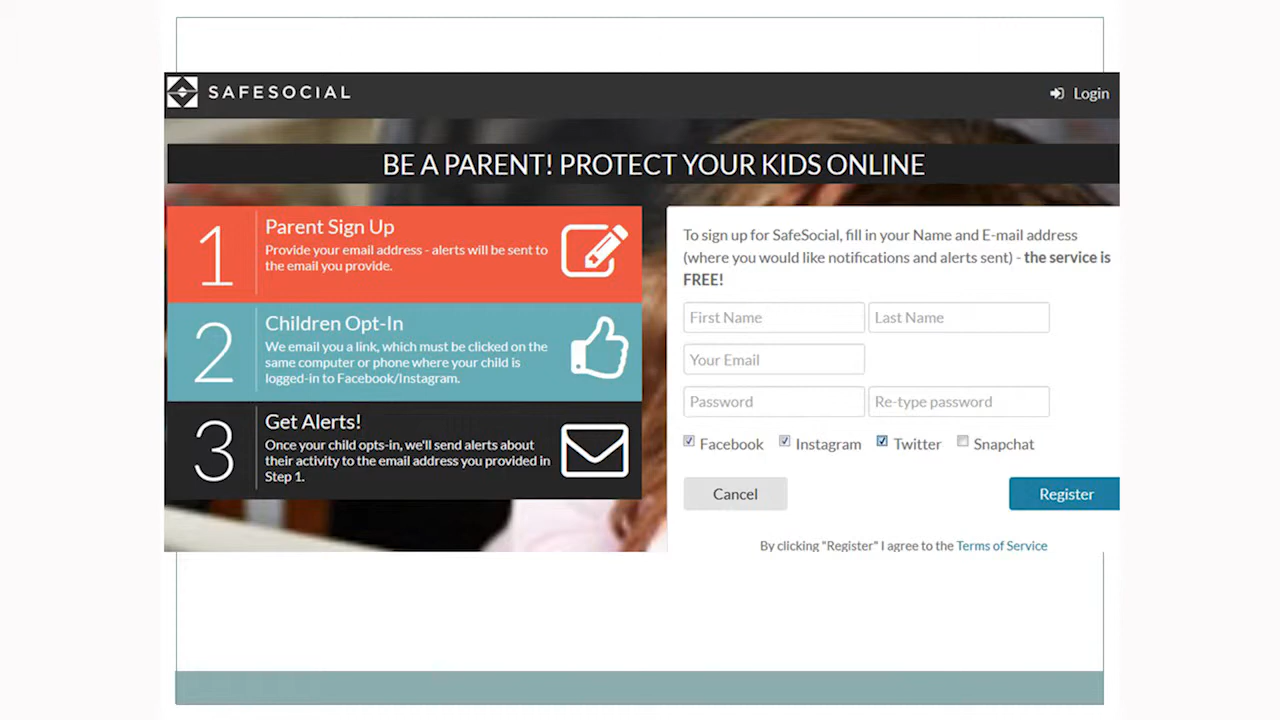 SAFESOCIAL
Login
BE A PARENT! PROTECT YOUR KIDS ONLINE
1
Parent Sign Up
Provide your email address - alerts will be sent to
the email you provide.
2
Children Opt-In
We email you a link, which must be clicked on the
same computer or phone where your child is
logged-in to Facebook/Instagram.
3
Get Alerts!
Once your child opts-in, we'll send alerts about
their activity to the email address you provided in
Step 1.
To sign up for SafeSocial, fill in your Name and E-mail address
(where you would like notifications and alerts sent) - the service is
FREE!
First Name Last Name
Your Email
Password Re-type password
Facebook Instagram Twitter Snapchat
Cancel Register
By clicking "Register" I agree to the Terms of Service